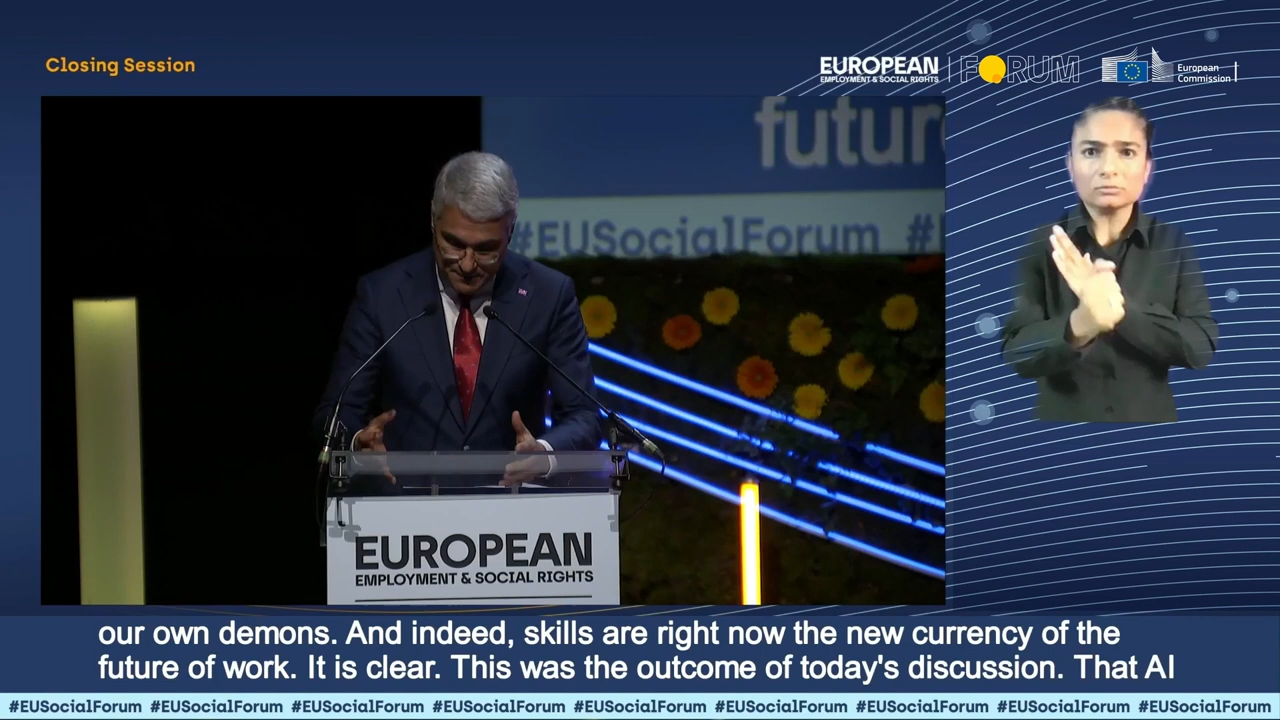 Closing Session
EUROPEAN
EMPLOYMENT & SOCIAL RIGHTS
FORUM
European
Commission
future
#EUSocialForum #
EUROPEAN
EMPLOYMENT & SOCIAL RIGHTS
our own demons. And indeed, skills are right now the new currency of the
future of work. It is clear. This was the outcome of today's discussion. That AI
#EUSocialForum #EUSocialForum #EUSocialForum #EUSocialForum #EUSocialForum #EUSocialForum #EUSocialForum #EUSocialForum #EUSocialForum